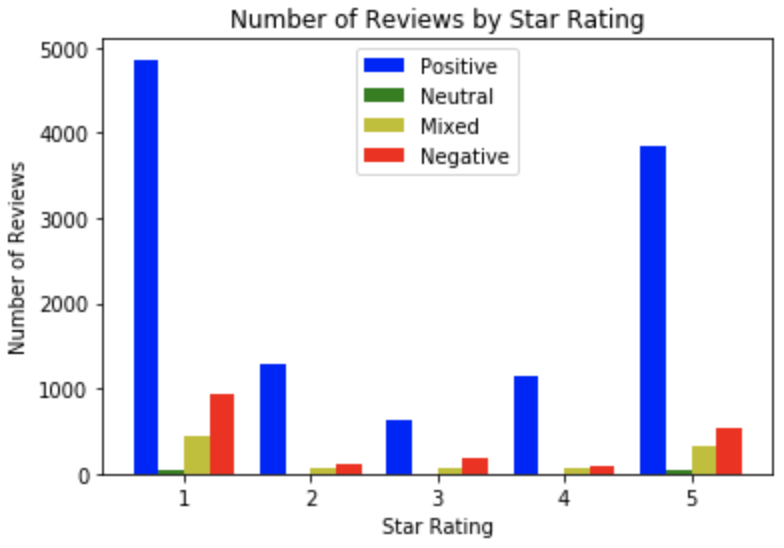 Number of Reviews by Star Rating
5000
4000
3000
2000
1000
0
Number of Reviews
Positive
Neutral
Mixed
Negative
1 2 3 4 5
Star Rating